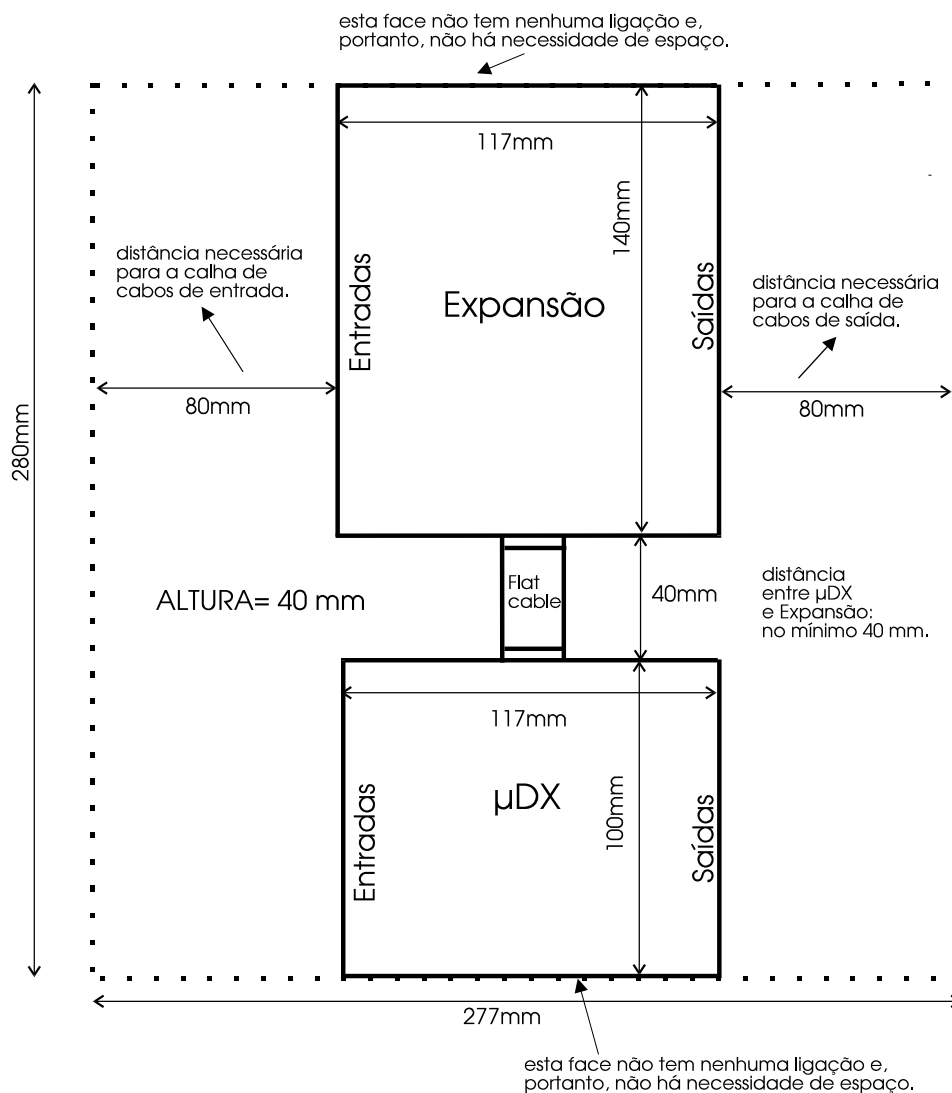 esta face não tem nenhuma ligação e,
portanto, não há necessidade de espaço.
117mm
140mm
distância necessária
para a calha de
cabos de entrada.
Entradas
Expansão
Saídas
distância necessária
para a calha de
cabos de saída.
80mm
80mm
280mm
ALTURA= 40 mm
Flat
cable
40mm
distância
entre µDX
e Expansão:
no mínimo 40 mm.
117mm
Entradas
µDX
100mm
Saídas
277mm
esta face não tem nenhuma ligação e,
portanto, não há necessidade de espaço.